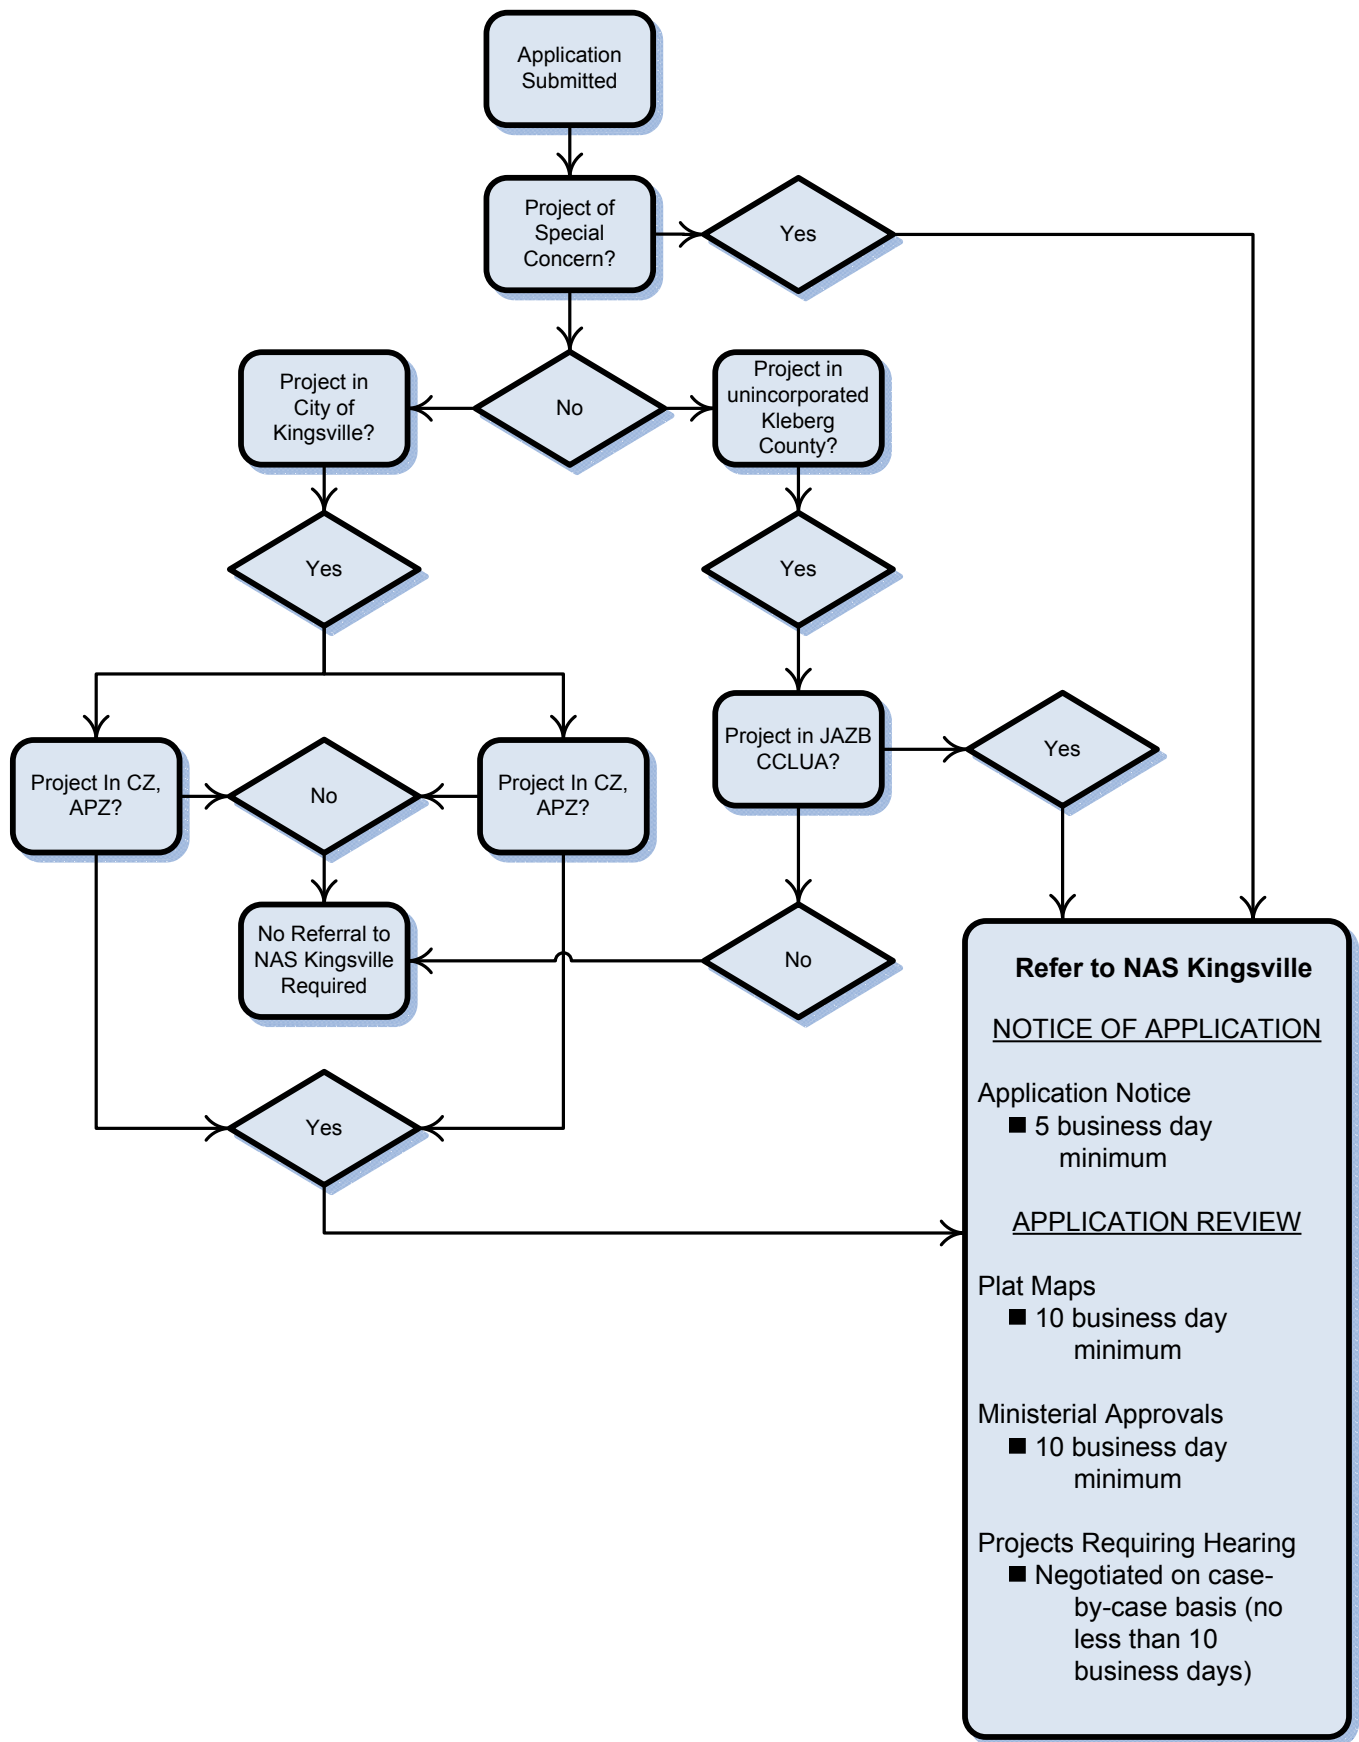 Application
Submitted
Project of
Special
Concern?
Yes
Project in
City of
Kingsville?
No
Project in
unincorporated
Kleberg
County?
Yes
Yes
Project In CZ,
APZ?
No
Project In CZ,
APZ?
Project in JAZB
CCLUA?
Yes
No Referral to
NAS Kingsville
Required
No
Yes
Refer to NAS Kingsville
NOTICE OF APPLICATION
Application Notice
■ 5 business day
minimum
APPLICATION REVIEW
Plat Maps
■ 10 business day
minimum
Ministerial Approvals
■ 10 business day
minimum
Projects Requiring Hearing
■ Negotiated on case-
by-case basis (no
less than 10
business days)